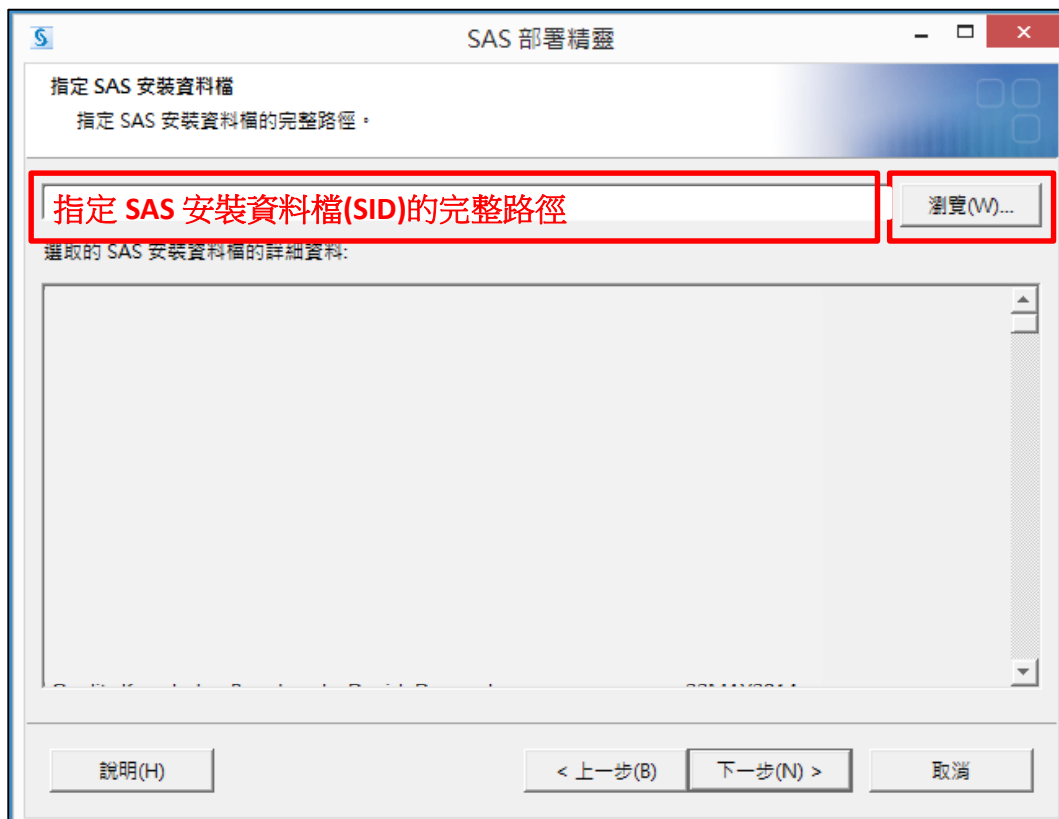 SAS 部署精靈
指定 SAS 安裝資料檔
指定 SAS 安裝資料檔的完整路徑。
指定 SAS 安裝資料檔(SID)的完整路徑
瀏覽(W)...
選取的 SAS 安裝資料檔的詳細資料:
說明(H)
< 上一步(B)
下一步(N) >
取消